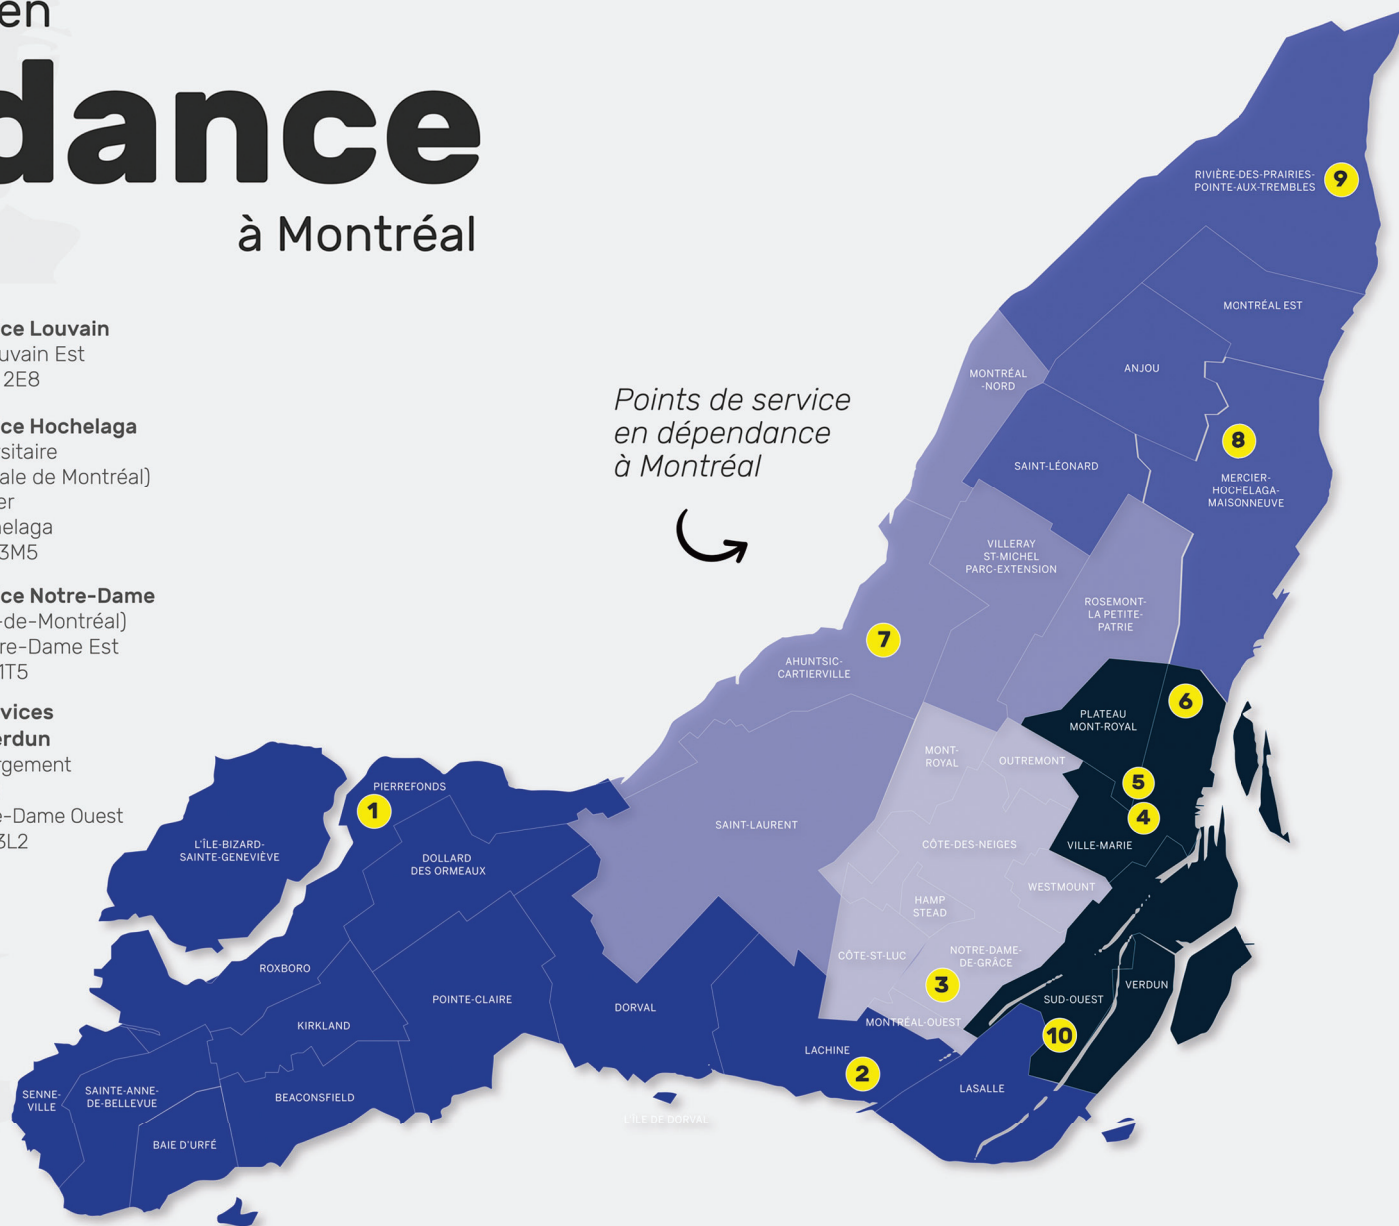 en
dance
à Montréal
ce Louvain
uvain Est
2E8
ce Hochelaga
sitaire
ale de Montréal)
er
elaga
3M5
ce Notre-Dame
-de-Montréal)
re-Dame Est
1T5
vices
erdun
rgement
e-Dame Ouest
3L2
Points de service
en dépendance
à Montréal
RIVIÈRE-DES-PRAIRIES-
POINTE-AUX-TREMBLES
9
MONTRÉAL EST
ANJOU
MONTRÉAL
-NORD
8
SAINT-LÉONARD
MERCIER-
HOCHELAGA-
MAISONNEUVE
VILLERAY
ST-MICHEL
PARC-EXTENSION
ROSEMONT-
LA PETITE-
PATRIE
7
AHUNTSIC-
CARTIERVILLE
6
PLATEAU
MONT-ROYAL
MONT-
ROYAL
OUTREMONT
5
4
PIERREFONDS
1
SAINT-LAURENT
VILLE-MARIE
CÔTE-DES-NEIGES
L'ÎLE-BIZARD-
SAINTE-GENEVIÈVE
DOLLARD
DES ORMEAUX
WESTMOUNT
HAMP
STEAD
CÔTE-ST-LUC
NOTRE-DAME-
DE-GRÂCE
3
ROXBORO
VERDUN
POINTE-CLAIRE
DORVAL
SUD-OUEST
MONTRÉAL-OUEST
KIRKLAND
10
LACHINE
2
LASALLE
SENNE-
VILLE
SAINTE-ANNE-
DE-BELLEVUE
BEACONSFIELD
L'ÎLE DE DORVAL
BAIE D'URFÉ